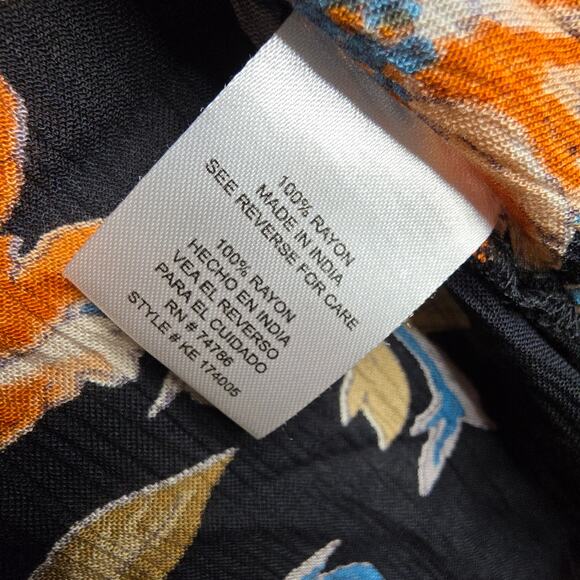 100% RAYON
MADE IN INDIA
SEE REVERSE FOR CARE
100% RAYON
HECHO EN INDIA
VEA EL REVERSO
PARA EL CUIDADO
RN # 74786
STYLE # KE 174005